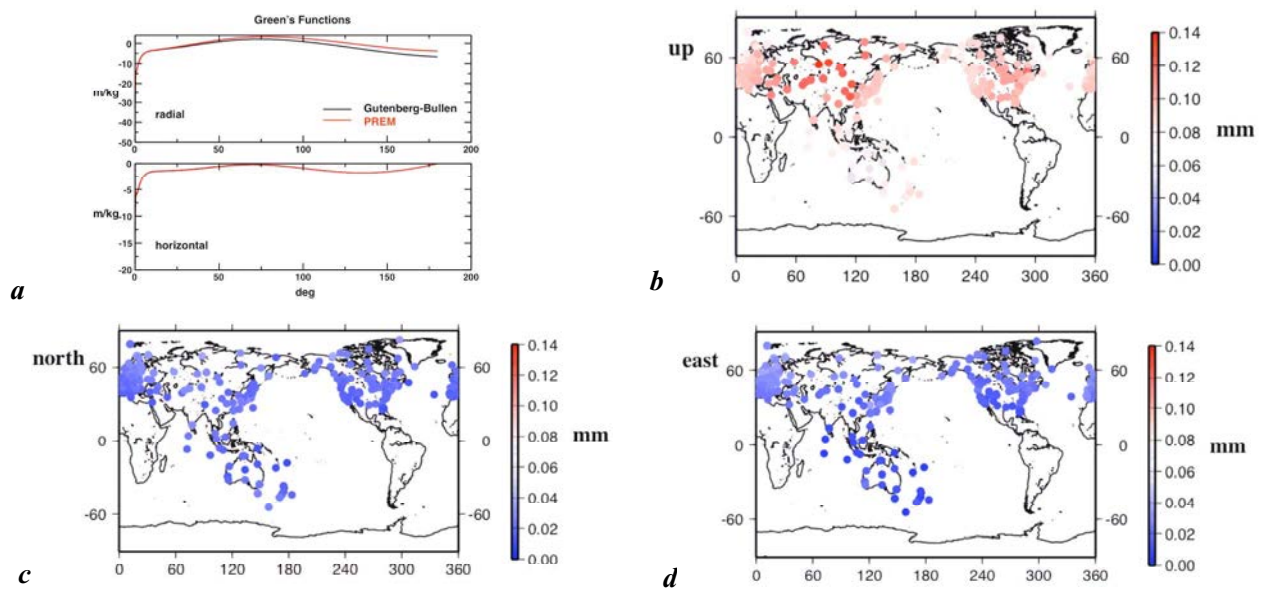 Green's Functions
0
-10
-20
m/kg
-30
-40
-50
radial
Gutenberg-Bullen
PREM
0 50 100 150 200
0
-5
m/kg
-10
-15
-20
horizontal
0 50 100 150 200
deg
a
up
60
0
-60
60
0
-60
0 60 120 180 240 300 360
0.14
0.12
0.10
0.08
0.06
0.04
0.02
0.00
mm
b
north
60
0
-60
60
0
-60
0 60 120 180 240 300 360
0.14
0.12
0.10
0.08
0.06
0.04
0.02
0.00
mm
c
east
60
0
-60
60
0
-60
0 60 120 180 240 300 360
0.14
0.12
0.10
0.08
0.06
0.04
0.02
0.00
mm
d